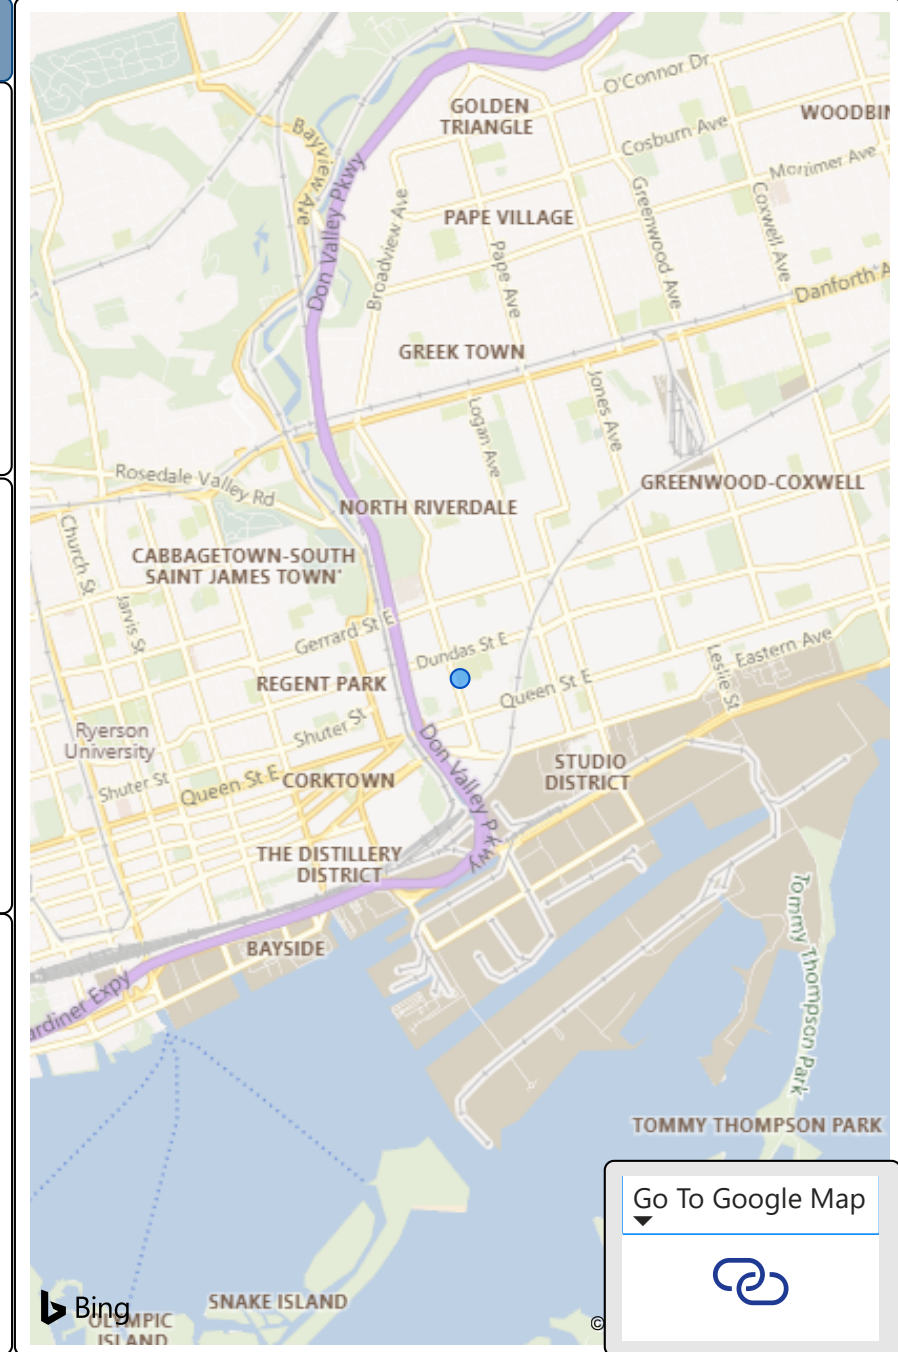 O'Connor Dr
GOLDEN
TRIANGLE
WOODBIN
Bayview Ave
Cosburn Ave
Mortimer Ave
Don Valley Pkwy
Broadview Ave
PAPE VILLAGE
Greenwood Ave
Coxwell Ave
Pape Ave
Danforth A
GREEK TOWN
Logan Ave
Jones Ave
Rosedale Valley Rd
GREENWOOD-COXWELL
NORTH RIVERDALE
Church St
CABBAGETOWN-SOUTH
SAINT JAMES TOWN
Jarvis St
Gerrard St E
Dundas St E
Eastern Ave
Leslie St
REGENT PARK
Queen St E
Ryerson
University
Shuter St
Don Valley Pkwy
STUDIO
DISTRICT
Shuter St
Queen St E
CORKTOWN
THE DISTILLERY
DISTRICT
Tommy Thompson Park
BAYSIDE
ardiner Expy
TOMMY THOMPSON PARK
Go To Google Map
SNAKE ISLAND
Bing
OLYMPIC
ISLAND
©